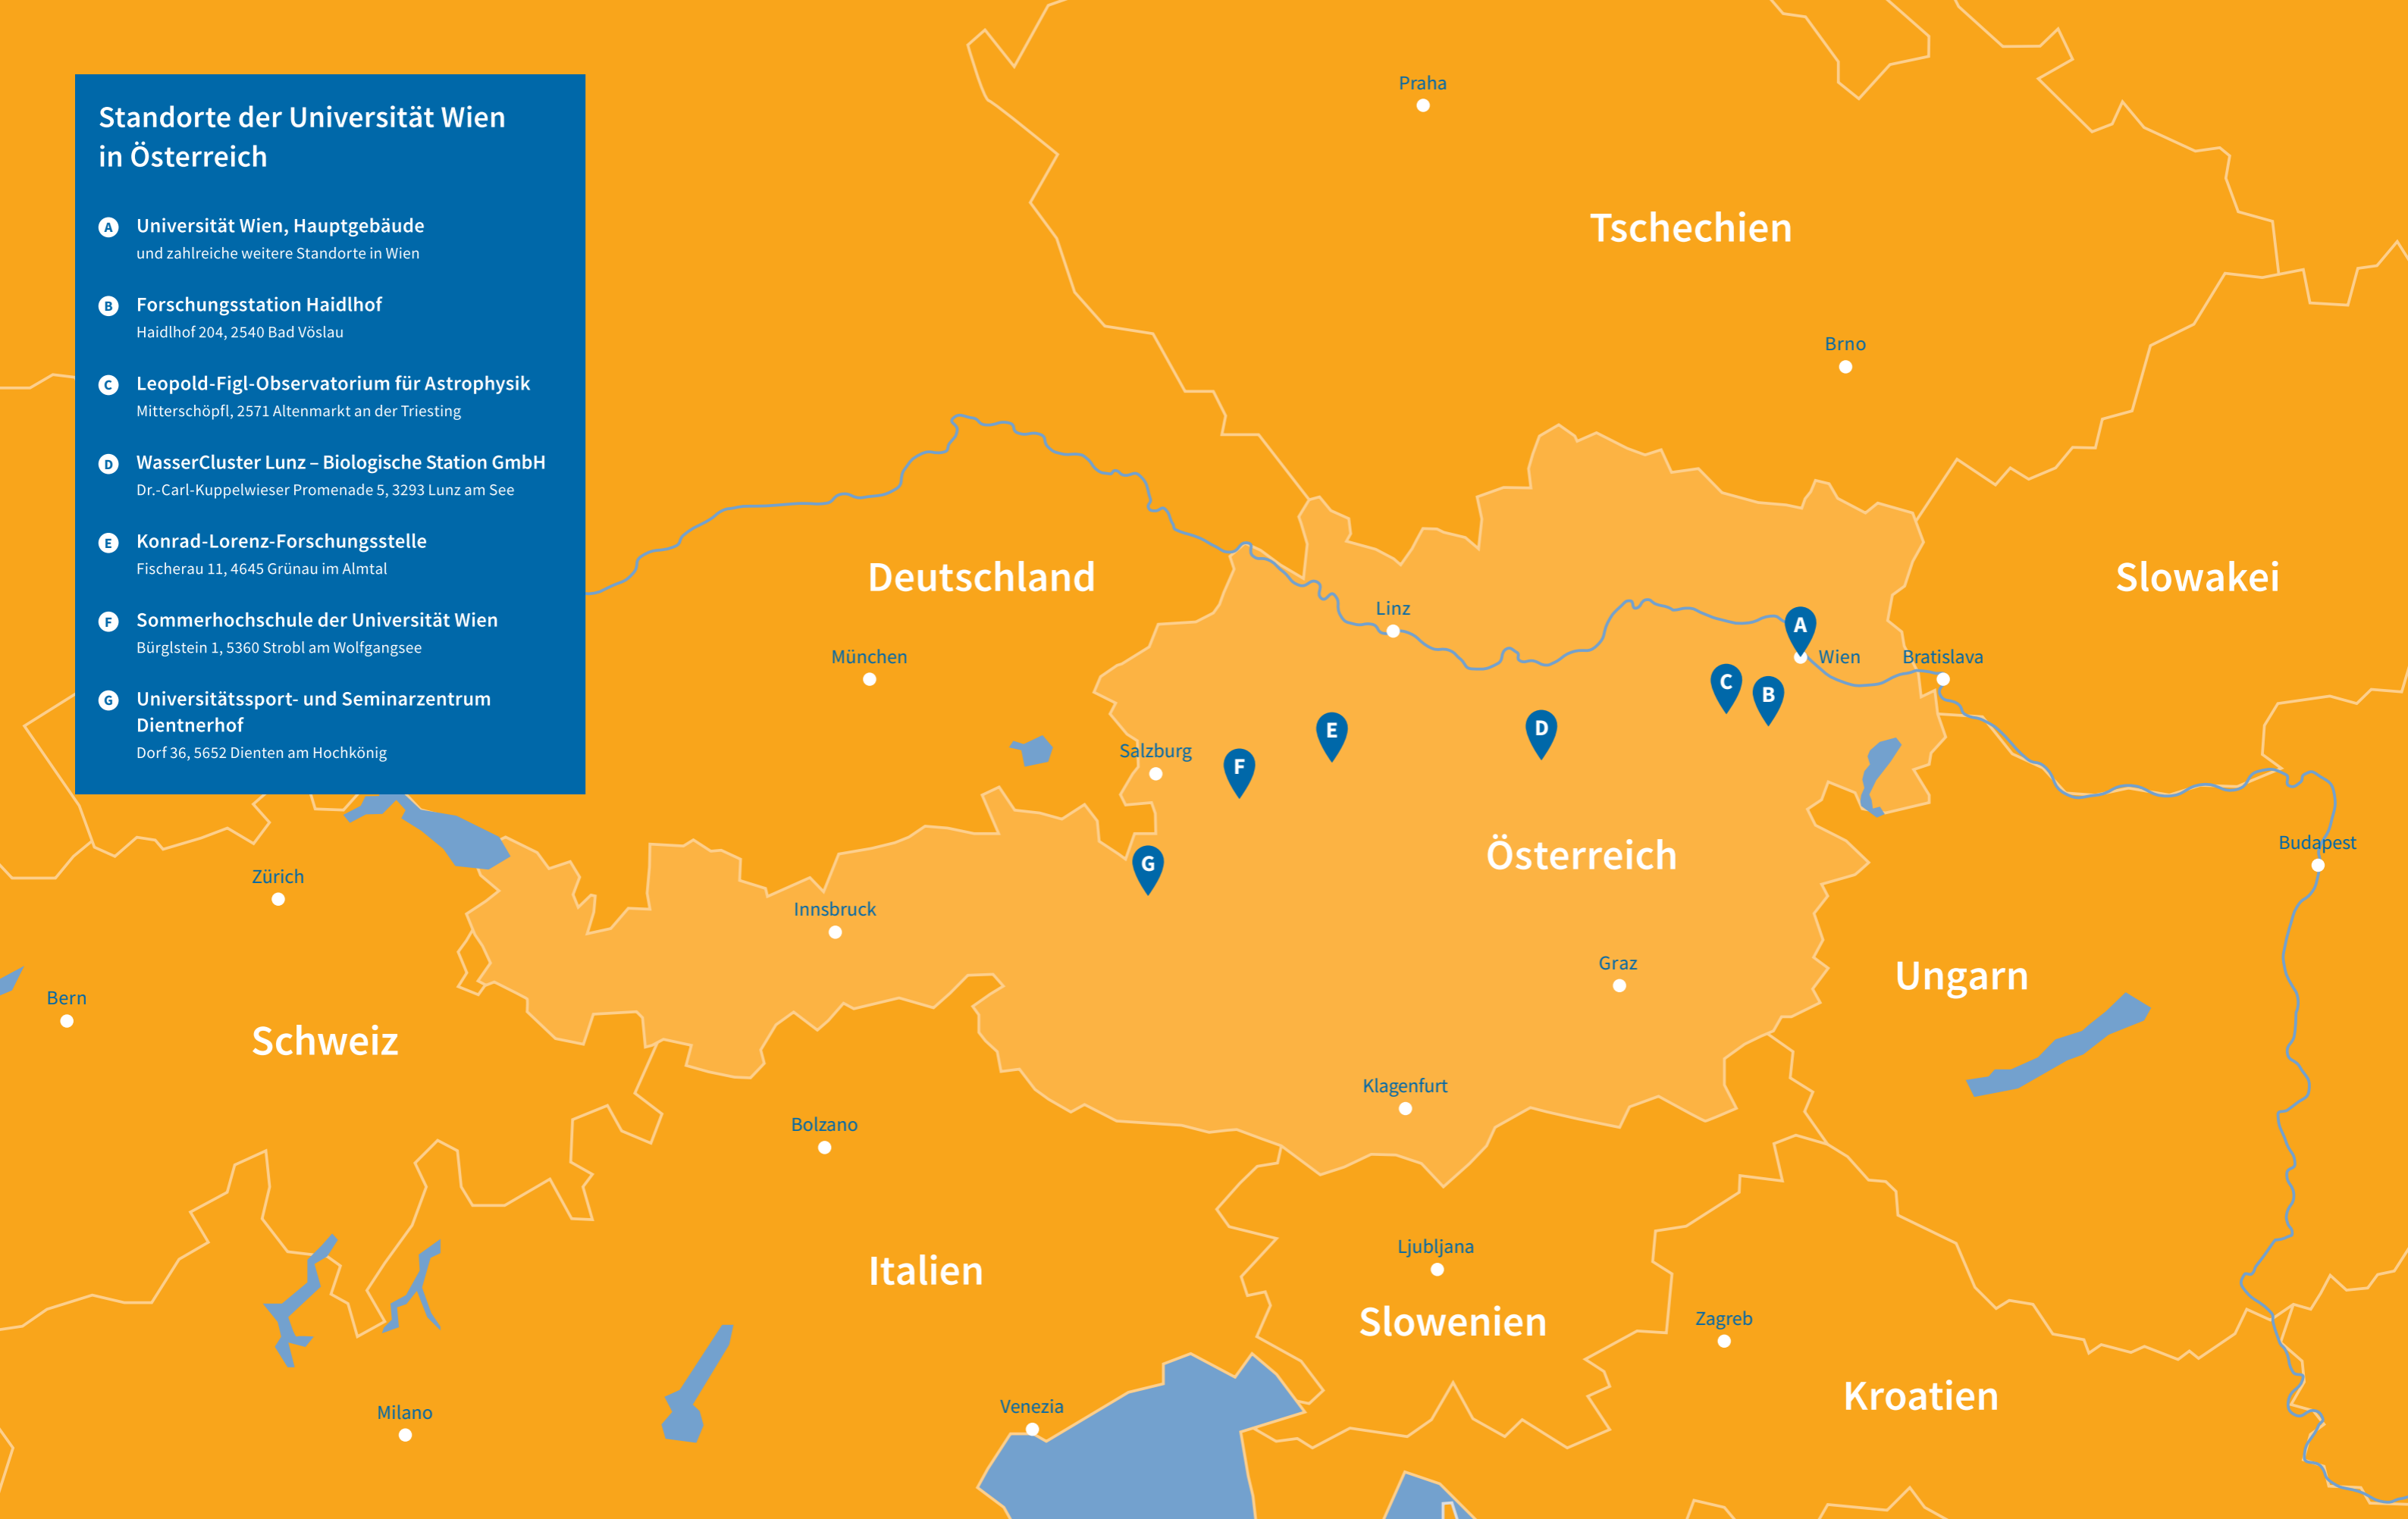 Standorte der Universität Wien
in Österreich
A Universität Wien, Hauptgebäude
und zahlreiche weitere Standorte in Wien
B Forschungsstation Haidlhof
Haidlhof 204, 2540 Bad Vöslau
C Leopold-Figl-Observatorium für Astrophysik
Mitterschöpfl, 2571 Altenmarkt an der Triesting
D WasserCluster Lunz – Biologische Station GmbH
Dr.-Carl-Kuppelwieser Promenade 5, 3293 Lunz am See
E Konrad-Lorenz-Forschungsstelle
Fischerau 11, 4645 Grünau im Almtal
F Sommerhochschule der Universität Wien
Bürglstein 1, 5360 Strobl am Wolfgangsee
G Universitätssport- und Seminarzentrum
Dientnerhof
Dorf 36, 5652 Dienten am Hochkönig
Praha
Tschechien
Brno
Deutschland
Slowakei
Linz
A
München
Wien
Bratislava
C
B
E
D
Salzburg
F
Budapest
Österreich
G
Zürich
Innsbruck
Graz
Ungarn
Bern
Schweiz
Klagenfurt
Bolzano
Ljubljana
Italien
Slowenien
Zagreb
Kroatien
Venezia
Milano